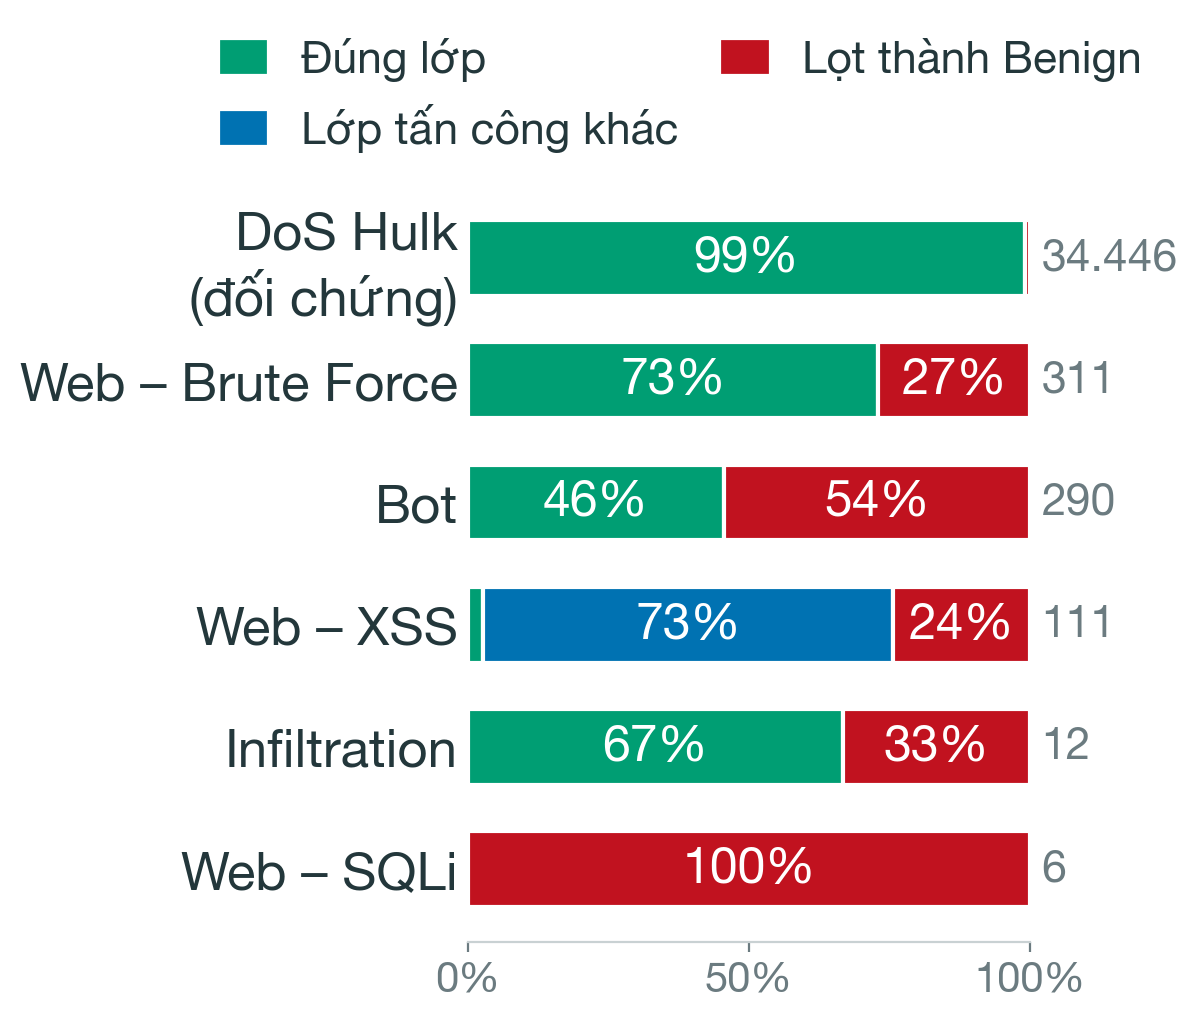 Đúng lớp
Lọt thành Benign
Lớp tấn công khác
DoS Hulk
(đối chứng)
99%
34.446
Web – Brute Force
73%
27%
311
Bot
46%
54%
290
Web – XSS
73%
24%
111
Infiltration
67%
33%
12
Web – SQLi
100%
6
0%
50%
100%